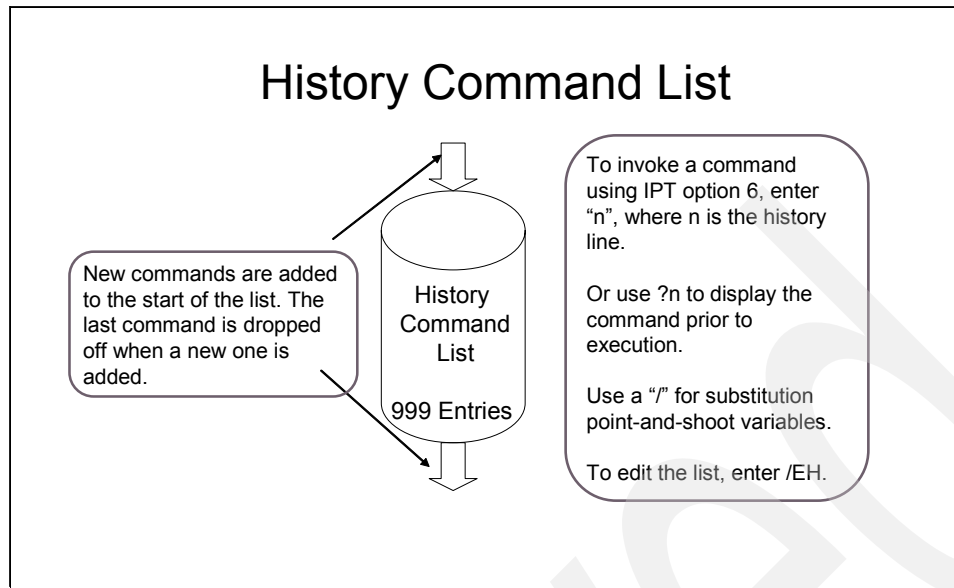 History Command List
New commands are added
to the start of the list. The
last command is dropped
off when a new one is
added.
History
Command
List
999 Entries
To invoke a command
using IPT option 6, enter
“n”, where n is the history
line.
Or use ?n to display the
command prior to
execution.
Use a “/” for substitution
point-and-shoot variables.
To edit the list, enter /EH.